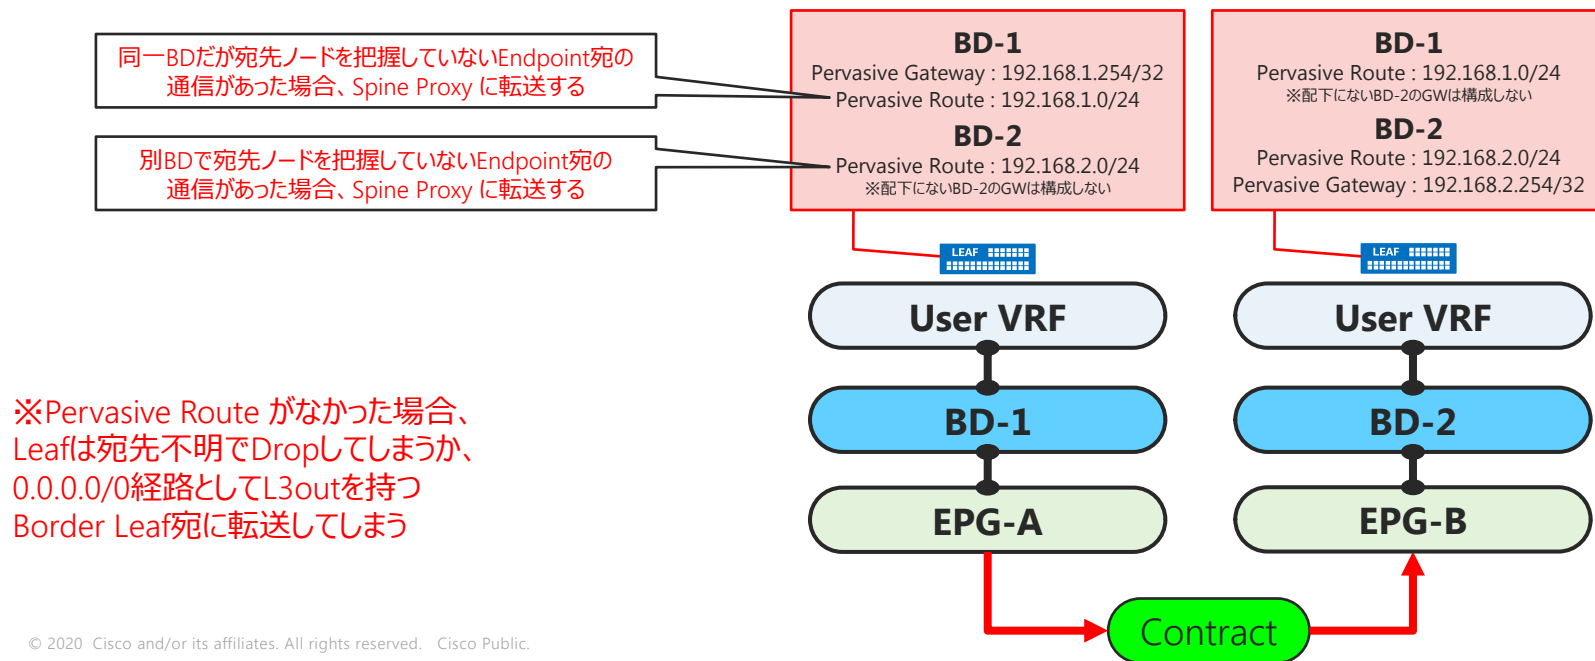 同一BDだが宛先ノードを把握していないEndpoint宛の
通信があった場合、Spine Proxy に転送する
別BDで宛先ノードを把握していないEndpoint宛の
通信があった場合、Spine Proxy に転送する
BD-1
Pervasive Gateway : 192.168.1.254/32
Pervasive Route : 192.168.1.0/24
BD-2
Pervasive Route : 192.168.2.0/24
※配下にないBD-2のGWは構成しない
BD-1
Pervasive Route : 192.168.1.0/24
※配下にないBD-2のGWは構成しない
BD-2
Pervasive Route : 192.168.2.0/24
Pervasive Gateway : 192.168.2.254/32
LEAF
LEAF
User VRF
User VRF
BD-1
BD-2
EPG-A
EPG-B
Contract
※Pervasive Route がなかった場合、
Leafは宛先不明でDropしてしまうか、
0.0.0.0/0経路としてL3outを持つ
Border Leaf宛に転送してしまう
© 2020 Cisco and/or its affiliates. All rights reserved. Cisco Public.